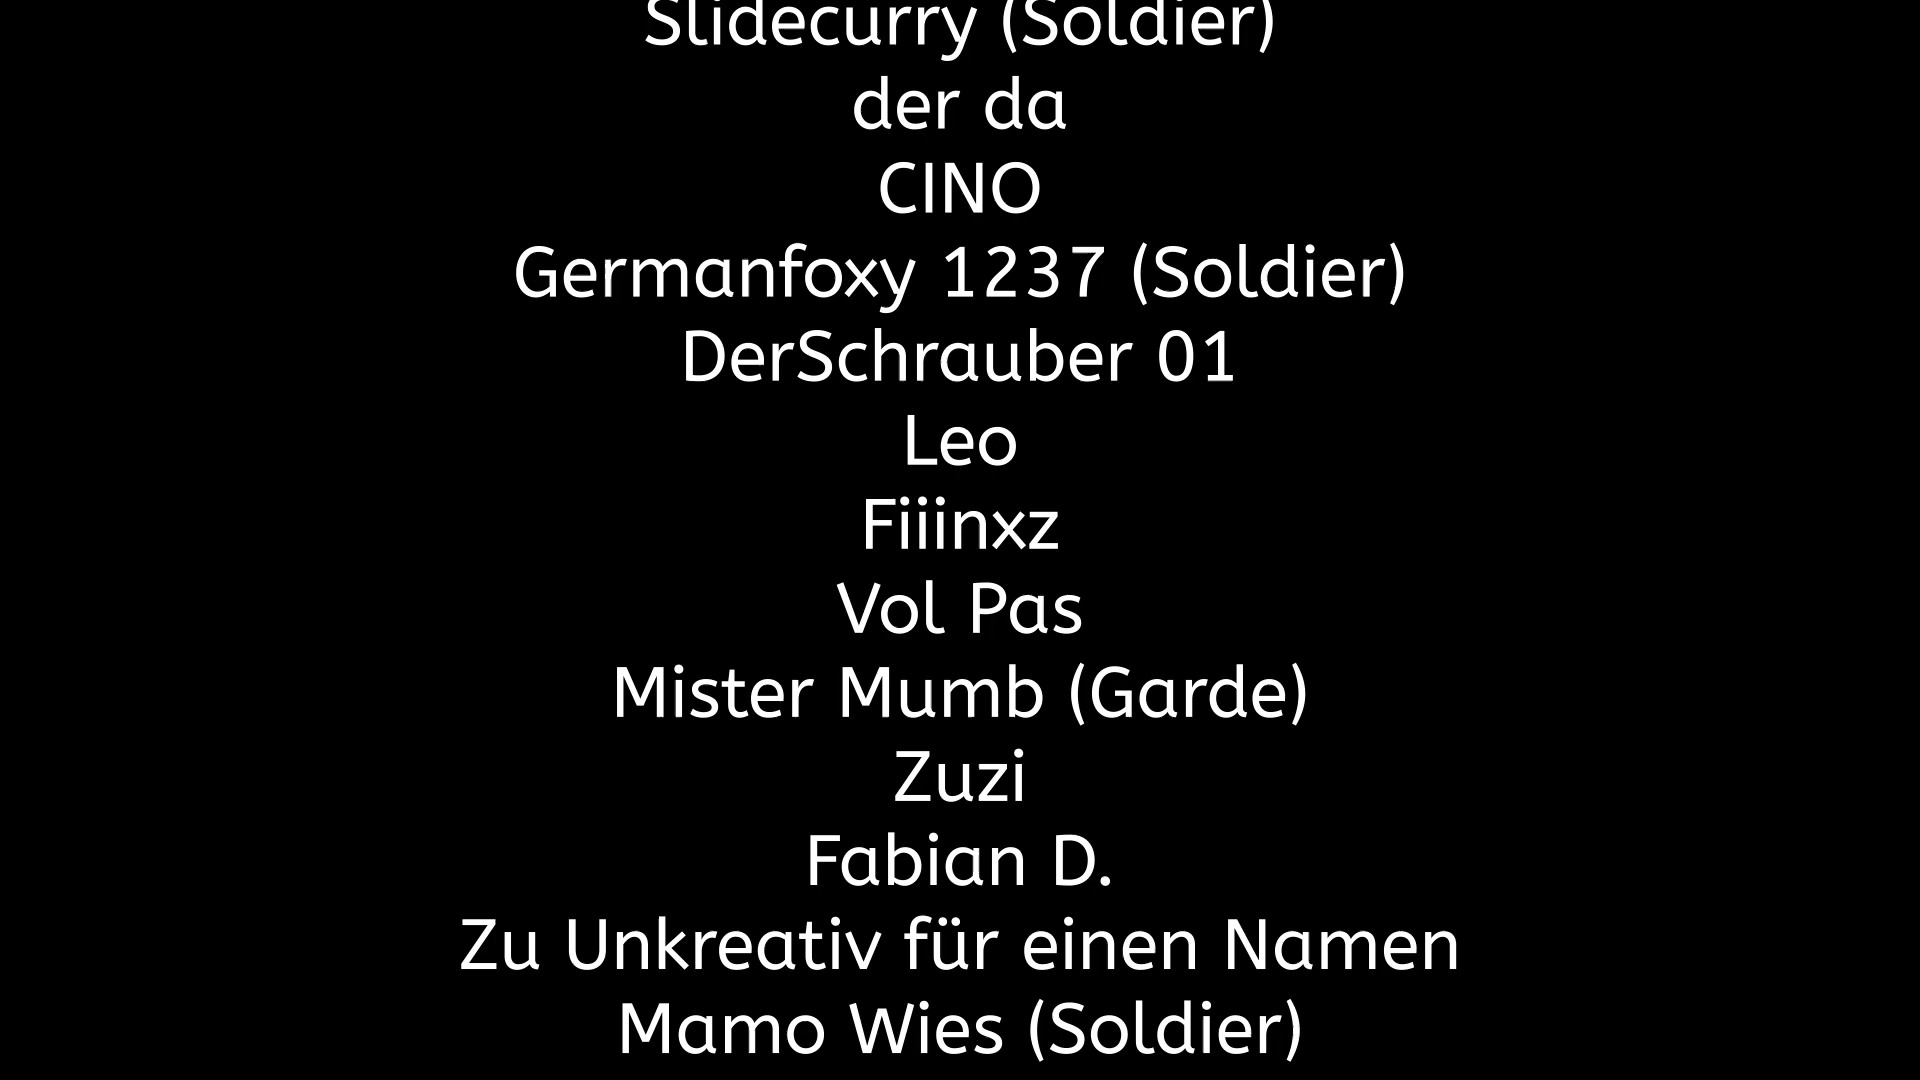 Slidecurry (Soldier)
der da
CINO
Germanfoxy 1237 (Soldier)
DerSchrauber 01
Leo
Fiiinxz
Vol Pas
Mister Mumb (Garde)
Zuzi
Fabian D.
Zu Unkreativ für einen Namen
Mamo Wies (Soldier)